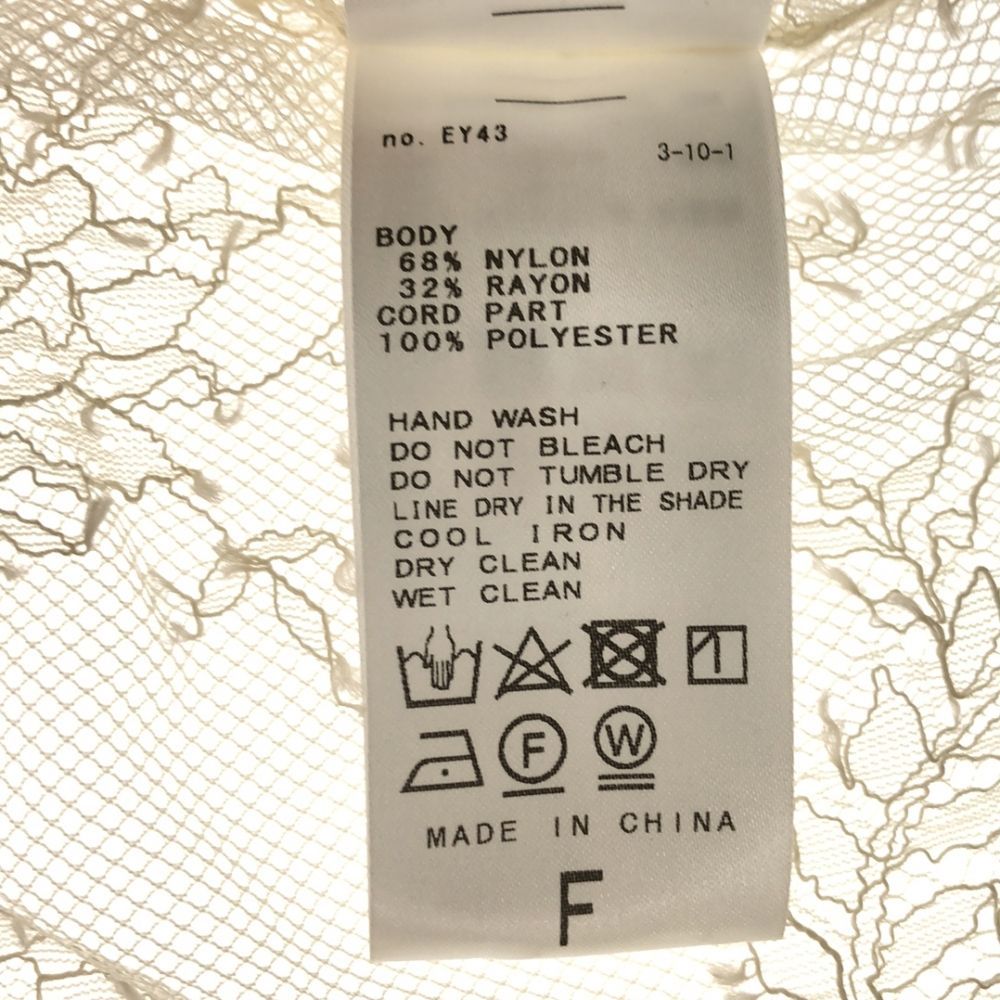 no. EY43
3-10-1
BODY
68% NYLON
32% RAYON
CORD PART
100% POLYESTER
HAND WASH
DO NOT BLEACH
DO NOT TUMBLE DRY
LINE DRY IN THE SHADE
COOL IRON
DRY CLEAN
WET CLEAN
F W
MADE IN CHINA
F